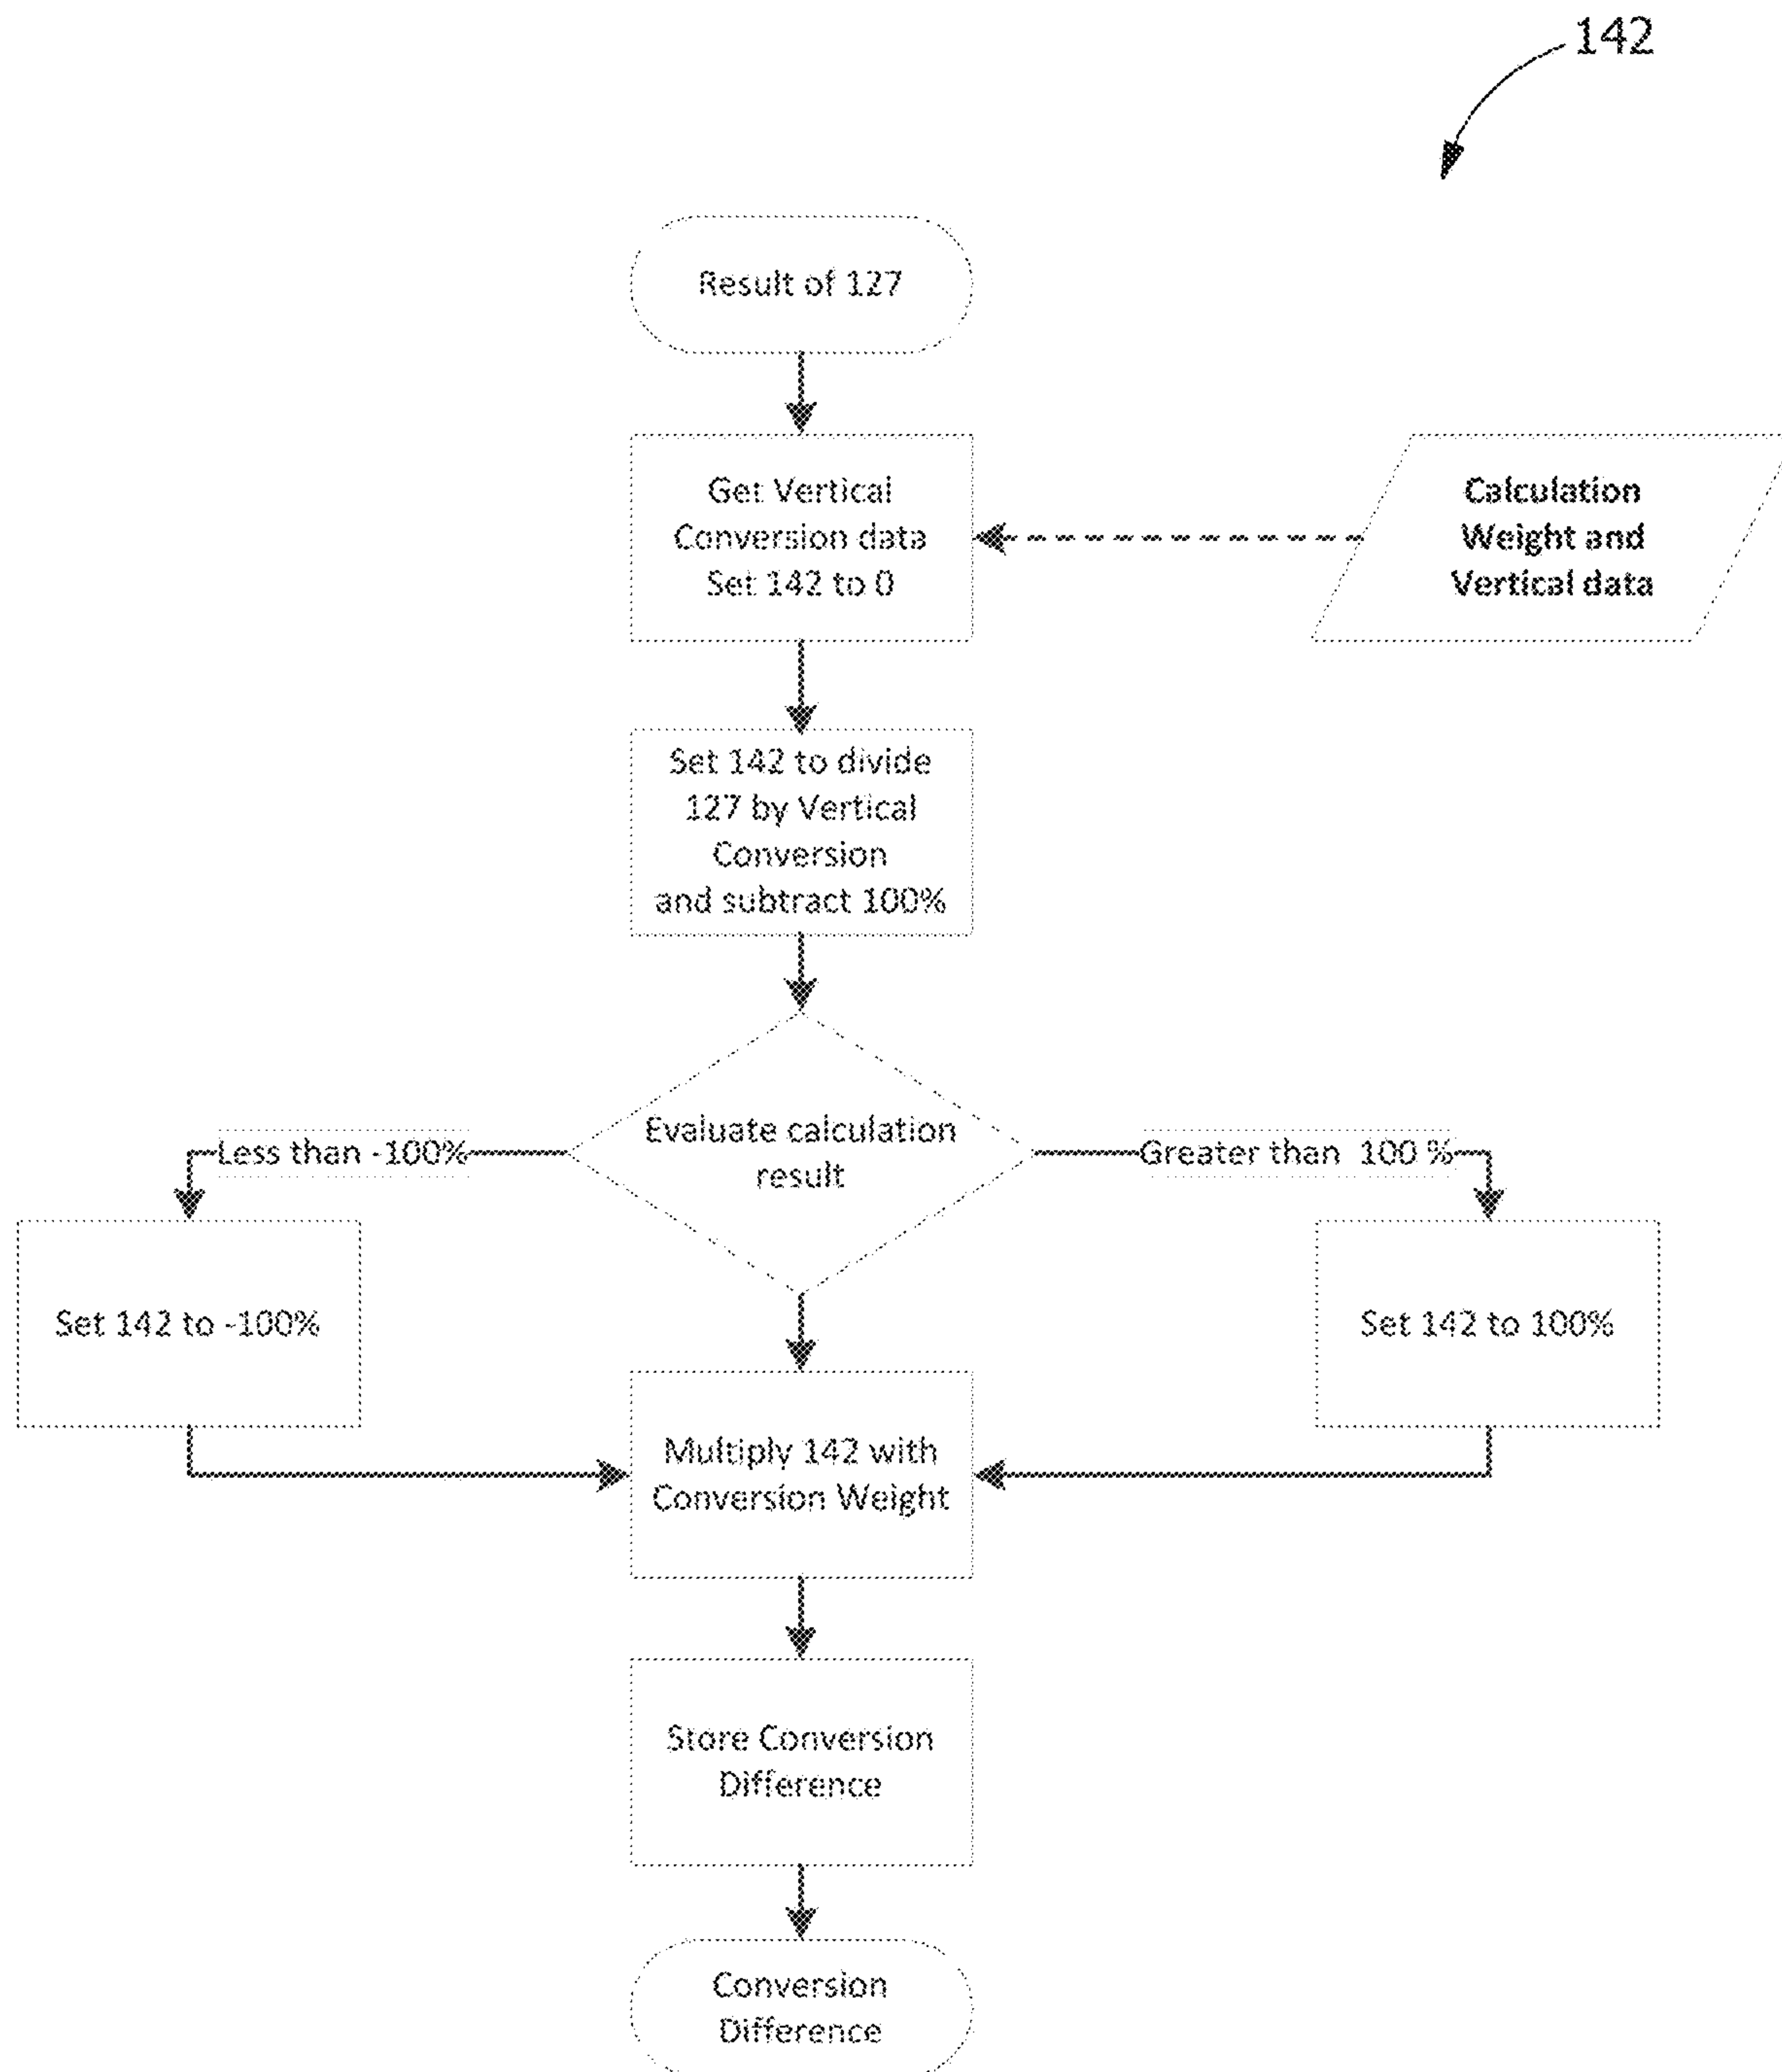 142
Result of 127
Get Vertical
Conversion data
Set 142 to 0
Calculation
Weight and
Vertical data
Set 142 to divide
127 by Vertical
Conversion
and subtract 100%
Evaluate calculation
result
Less than -100%
Greater than 100 %
Set 142 to -100%
Set 142 to 100%
Multiply 142 with
Conversion Weight
Store Conversion
Difference
Conversion
Difference